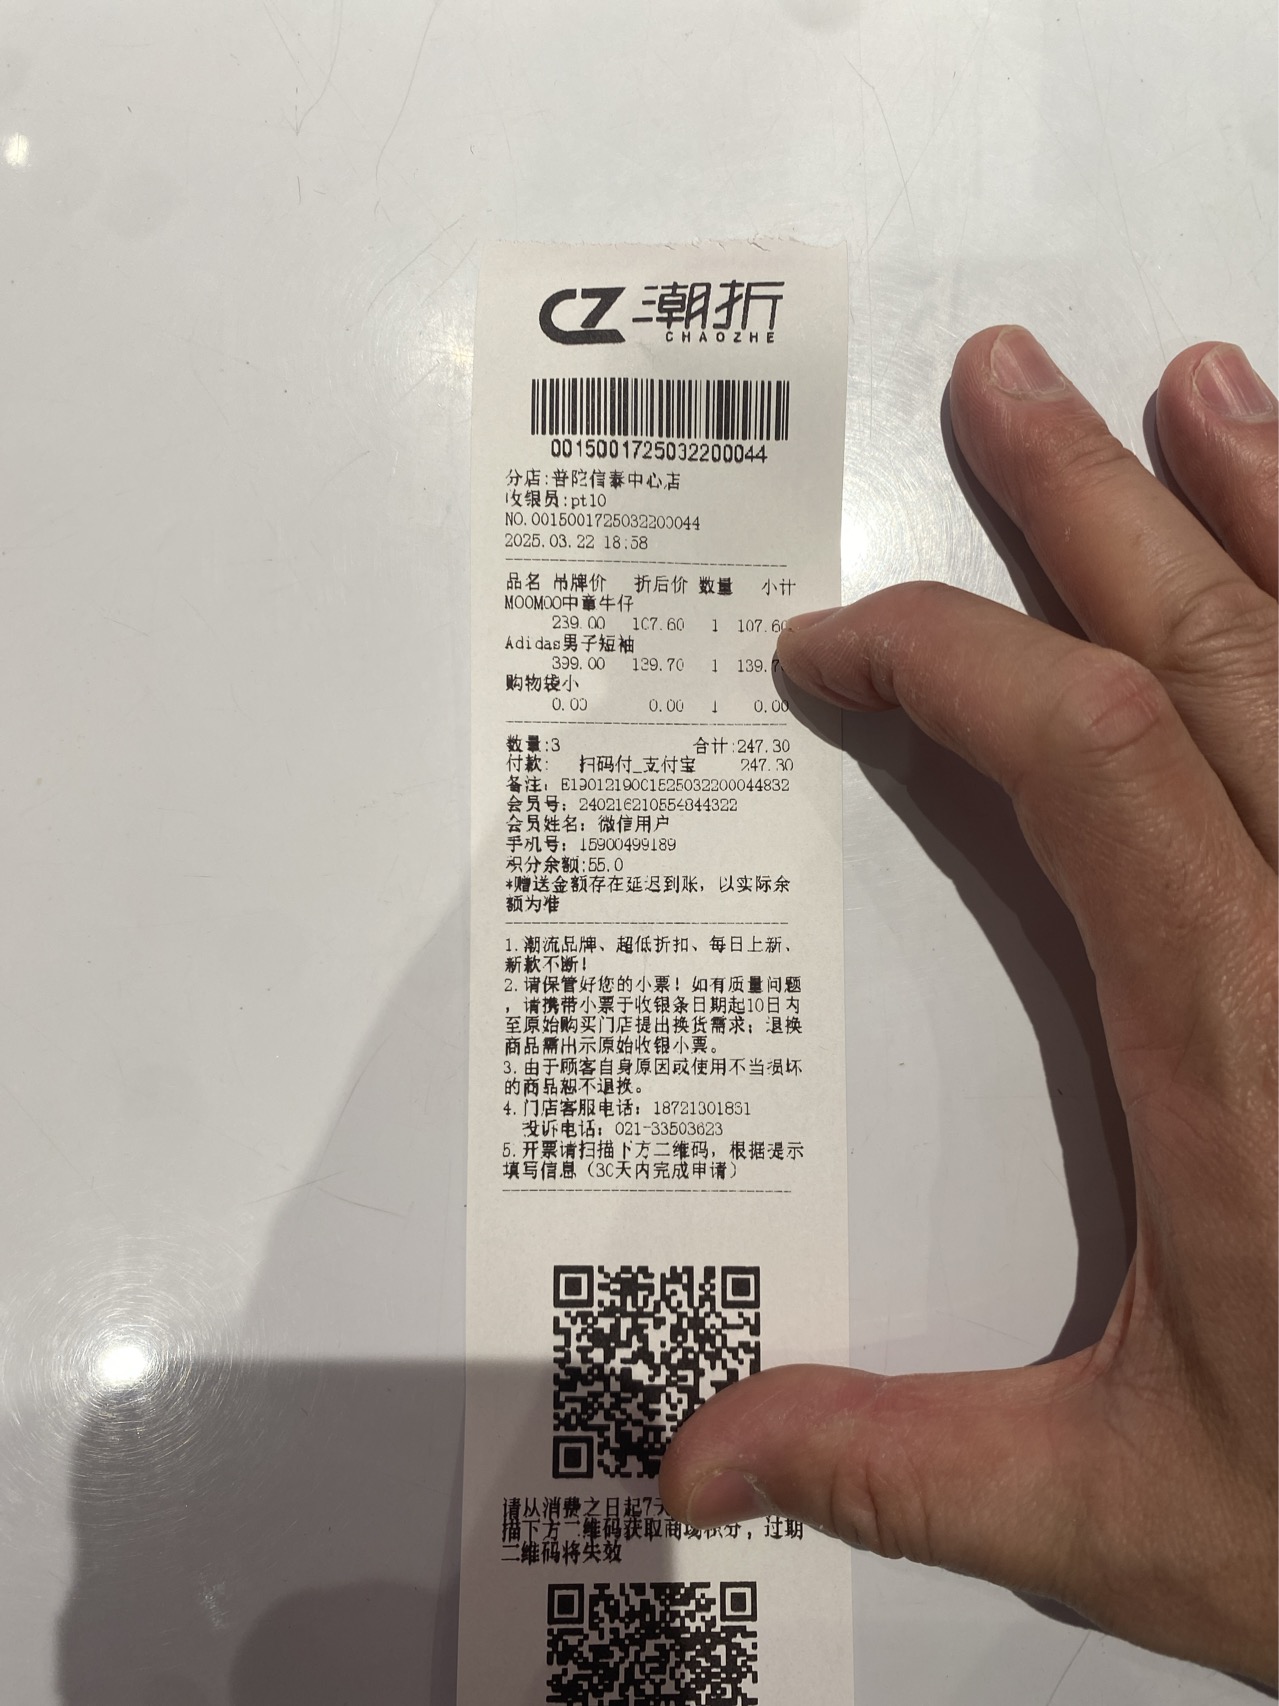 CZ 潮折
CHAOZHE
0015001725032200044
分店:普陀信泰中心店
收银员:pt10
NO.0015001725032200044
2025.03.22 18:58
品名 吊牌价 折后价 数量 小计
MOOMOO中童牛仔
239.00 107.60 1 107.60
Adidas男子短袖
399.00 139.70 1 139.7
购物袋小
0.00 0.00 1 0.00
数量:3 合计:247.30
付款: 扫码付_支付宝 247.30
备注: E1901219001525032200044832
会员号: 240216210554844322
会员姓名: 微信用户
手机号: 15900499189
积分余额:55.0
*赠送金额存在延迟到账, 以实际余
额为准
1.潮流品牌、超低折扣、每日上新、
新款不断!
2.请保管好您的小票! 如有质量问题
, 请携带小票于收银条日期起10日内
至原始购买门店提出换货需求; 退换
商品需出示原始收银小票。
3.由于顾客自身原因或使用不当损坏
的商品恕不退换。
4.门店客服电话: 18721301831
投诉电话: 021-33503623
5.开票请扫描下方二维码, 根据提示
填写信息（30天内完成申请）
请从消费之日起7天
描下方二维码获取商场积分, 过期
二维码将失效